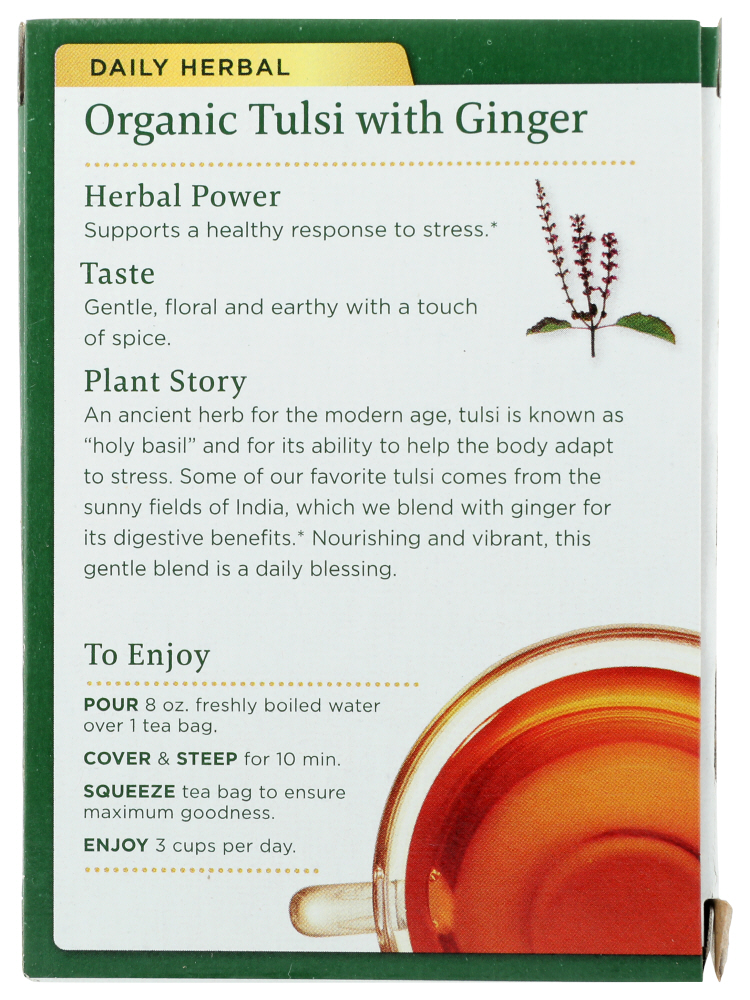 DAILY HERBAL
Organic Tulsi with Ginger
Herbal Power
Supports a healthy response to stress.*
Taste
Gentle, floral and earthy with a touch
of spice.
Plant Story
An ancient herb for the modern age, tulsi is known as
“holy basil” and for its ability to help the body adapt
to stress. Some of our favorite tulsi comes from the
sunny fields of India, which we blend with ginger for
its digestive benefits.* Nourishing and vibrant, this
gentle blend is a daily blessing.
To Enjoy
POUR 8 oz. freshly boiled water
over 1 tea bag.
COVER & STEEP for 10 min.
SQUEEZE tea bag to ensure
maximum goodness.
ENJOY 3 cups per day.